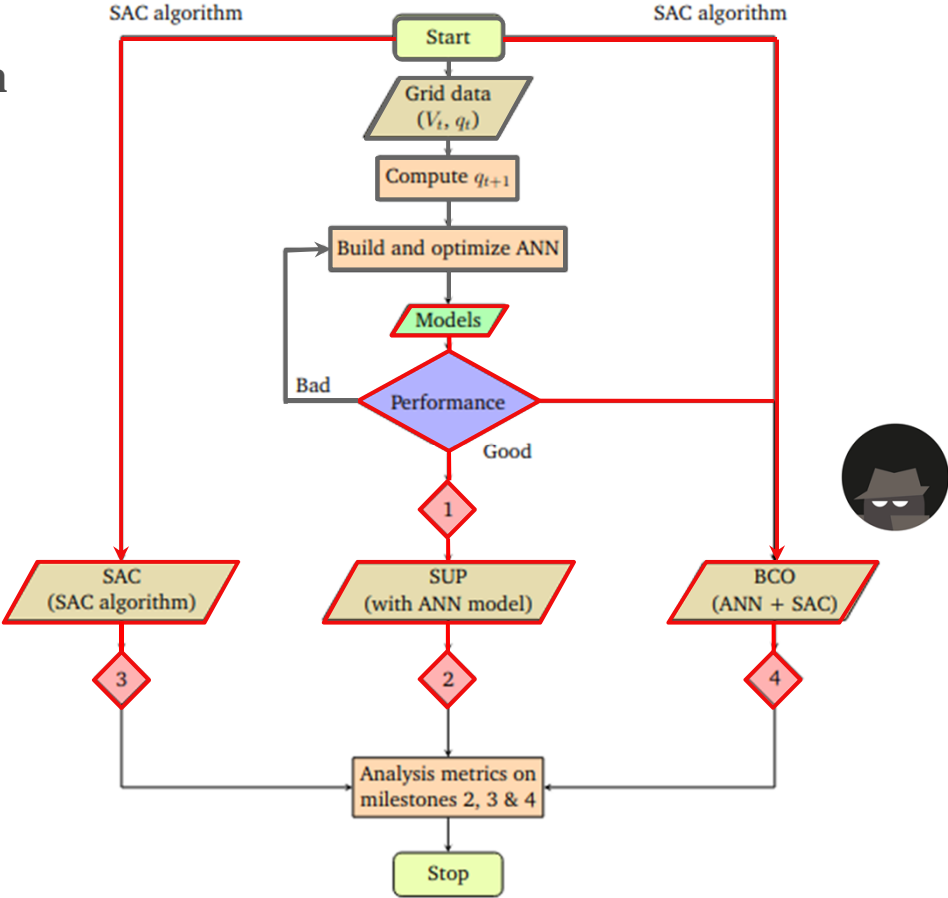 SAC algorithm
SAC algorithm
Start
Grid data
(Vₜ, qₜ)
Compute qₜ₊₁
Build and optimize ANN
Models
Bad
Performance
Good
1
SAC
(SAC algorithm)
SUP
(with ANN model)
BCO
(ANN + SAC)
3
2
4
Analysis metrics on
milestones 2, 3 & 4
Stop